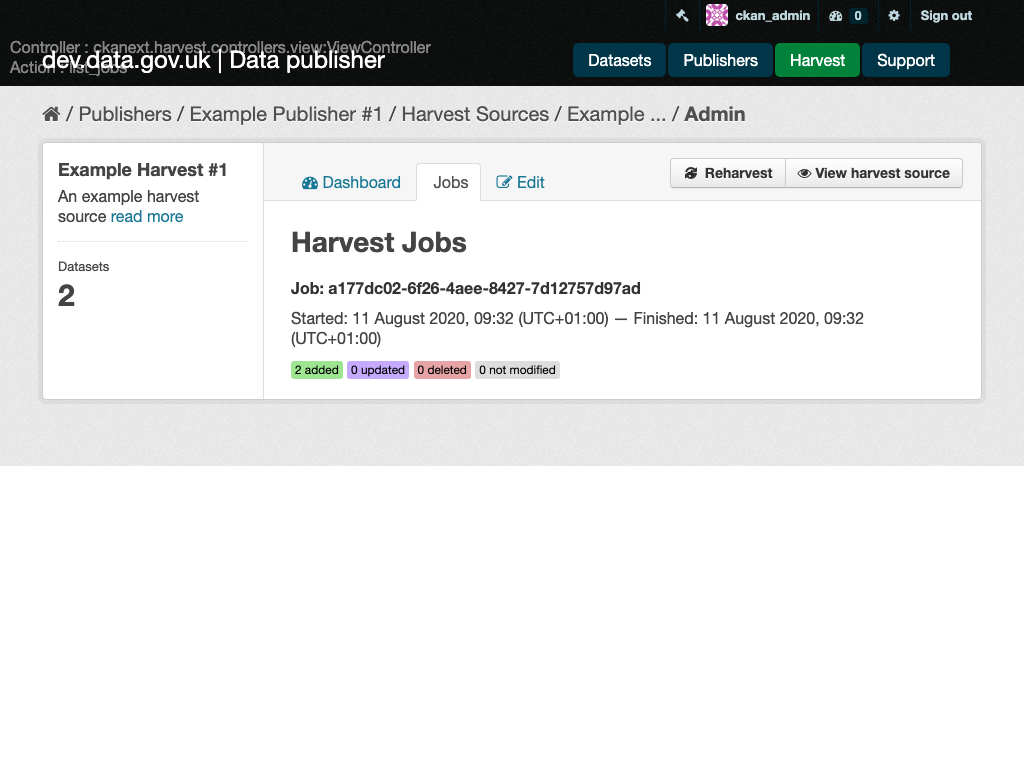 ckan_admin 0 Sign out
Controller : ckanext.harvest.controllers.view:ViewController
Action : list_jobs
dev.data.gov.uk | Data publisher
Datasets Publishers Harvest Support
/ Publishers / Example Publisher #1 / Harvest Sources / Example ... / Admin
Example Harvest #1
An example harvest
source read more
Datasets
2
Dashboard Jobs Edit
Reharvest View harvest source
Harvest Jobs
Job: a177dc02-6f26-4aee-8427-7d12757d97ad
Started: 11 August 2020, 09:32 (UTC+01:00) — Finished: 11 August 2020, 09:32
(UTC+01:00)
2 added 0 updated 0 deleted 0 not modified